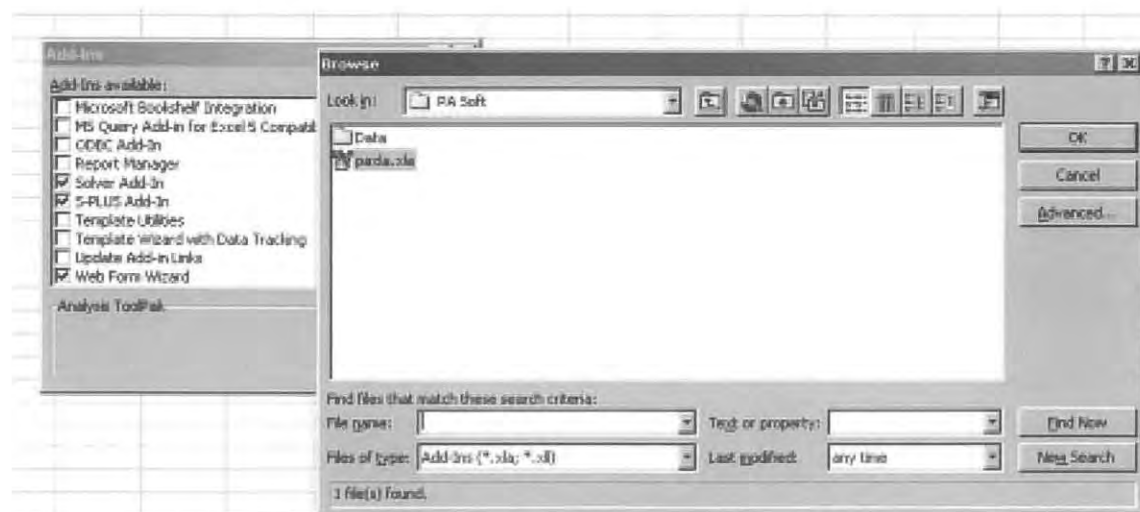 Add-Ins
Add-Ins available:
Microsoft Bookshelf Integration
MS Query Add-in for Excel 5 Compatibl
ODBC Add-In
Report Manager
Solver Add-In
S-PLUS Add-In
Template Utilities
Template Wizard with Data Tracking
Update Add-in Links
Web Form Wizard
Analysis ToolPak
Browse
Look in: PA Soft
Data
parda.xla
OK
Cancel
Advanced...
Find files that match these search criteria:
File name: Text or property: Find Now
Files of type: Add-Ins (*.xla; *.xll) Last modified: any time New Search
1 file(s) found.